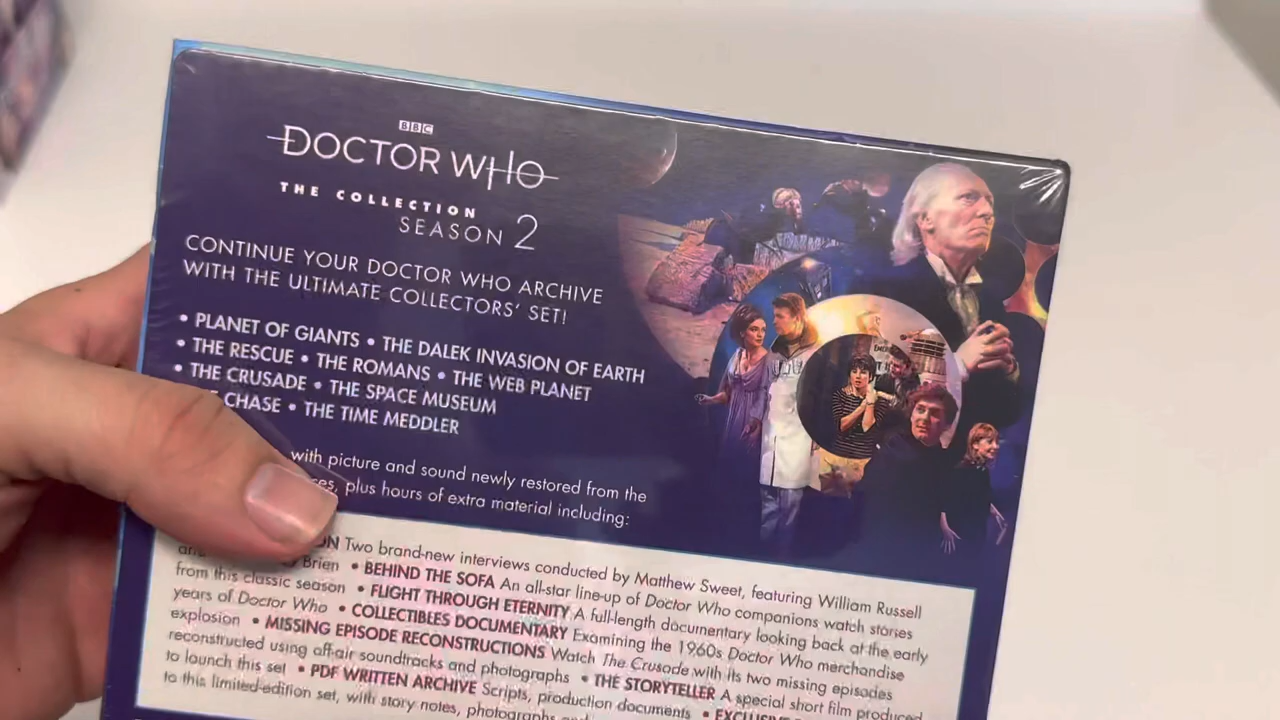 BBC
DOCTOR WHO
THE COLLECTION
SEASON 2
CONTINUE YOUR DOCTOR WHO ARCHIVE
WITH THE ULTIMATE COLLECTORS' SET!
• PLANET OF GIANTS • THE DALEK INVASION OF EARTH
• THE RESCUE • THE ROMANS • THE WEB PLANET
• THE CRUSADE • THE SPACE MUSEUM
CHASE • THE TIME MEDDLER
with picture and sound newly restored from the
plus hours of extra material including:
Two brand-new interviews conducted by Matthew Sweet, featuring William Russell
Brien • BEHIND THE SOFA An all-star line-up of Doctor Who companions watch stories
from this classic season • FLIGHT THROUGH ETERNITY A full-length documentary looking back at the early
years of Doctor Who • COLLECTIBLES DOCUMENTARY Examining the 1960s Doctor Who merchandise
explosion • MISSING EPISODE RECONSTRUCTIONS Watch The Crusade with its two missing episodes
reconstructed using off-air soundtracks and photographs • THE STORYTELLER A special short film produced
to launch this set • PDF WRITTEN ARCHIVE Scripts, production documents •
to this limited-edition set, with story notes, photographs